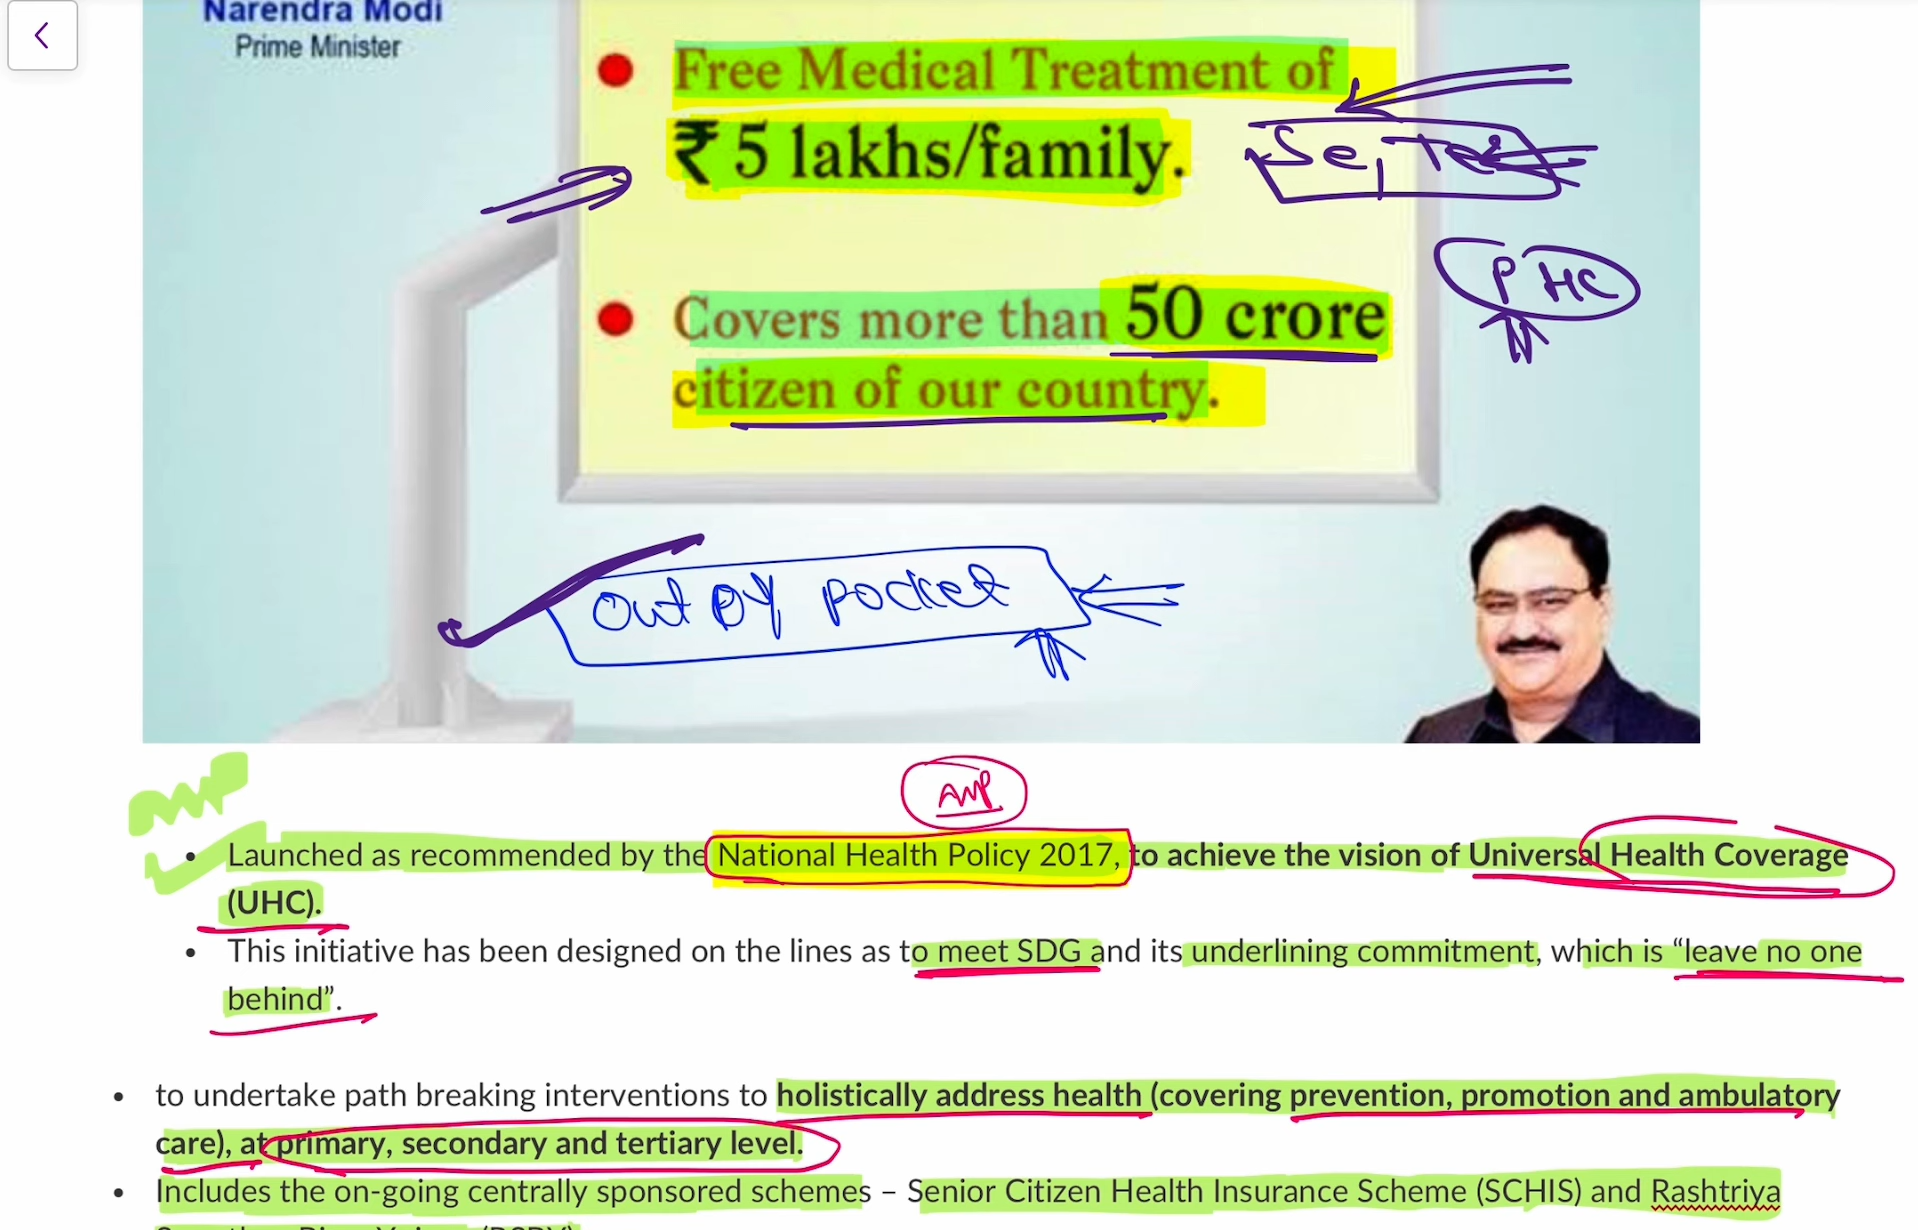 Narendra Modi
Prime Minister
Free Medical Treatment of
₹ 5 lakhs/family.
Se, Te
PHC
Covers more than 50 crore
citizen of our country.
out of pocket
Imp
Launched as recommended by the National Health Policy 2017, to achieve the vision of Universal Health Coverage
(UHC).
This initiative has been designed on the lines as to meet SDG and its underlining commitment, which is “leave no one
behind”.
to undertake path breaking interventions to holistically address health (covering prevention, promotion and ambulatory
care), at primary, secondary and tertiary level.
Includes the on-going centrally sponsored schemes – Senior Citizen Health Insurance Scheme (SCHIS) and Rashtriya